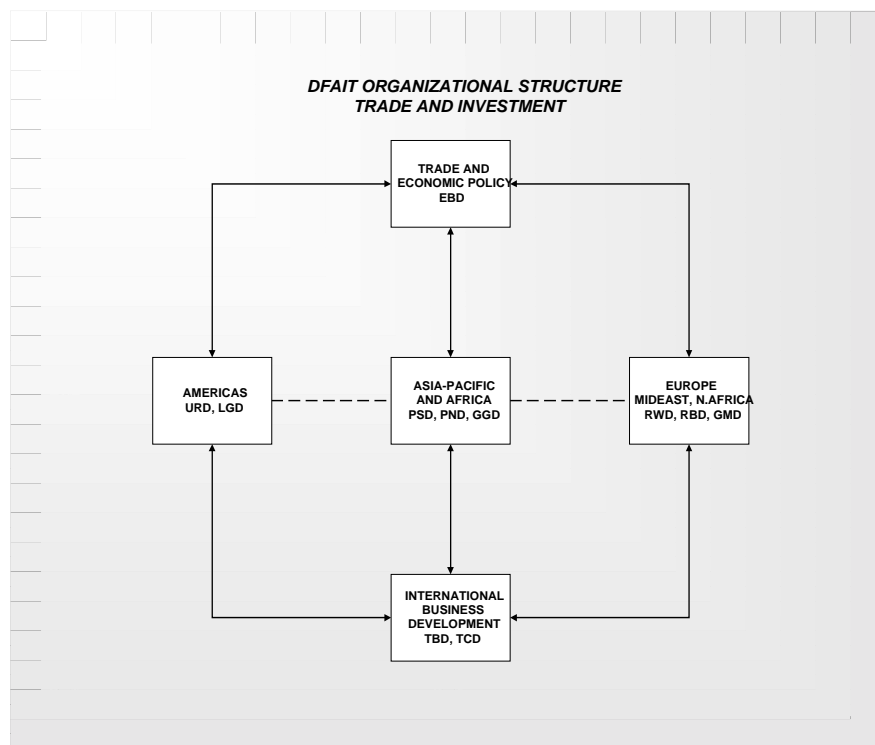 DFAIT ORGANIZATIONAL STRUCTURE
TRADE AND INVESTMENT
TRADE AND
ECONOMIC POLICY
EBD
AMERICAS
URD, LGD
ASIA-PACIFIC
AND AFRICA
PSD, PND, GGD
EUROPE
MIDEAST, N.AFRICA
RWD, RBD, GMD
INTERNATIONAL
BUSINESS
DEVELOPMENT
TBD, TCD